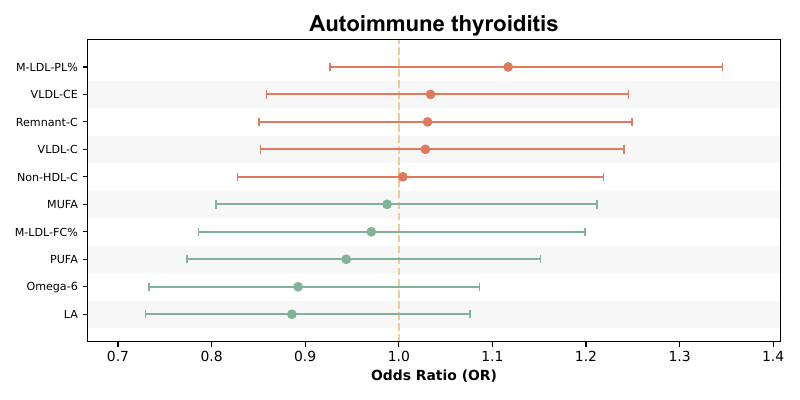 Autoimmune thyroiditis
M-LDL-PL%
VLDL-CE
Remnant-C
VLDL-C
Non-HDL-C
MUFA
M-LDL-FC%
PUFA
Omega-6
LA
0.7 0.8 0.9 1.0 1.1 1.2 1.3 1.4
Odds Ratio (OR)